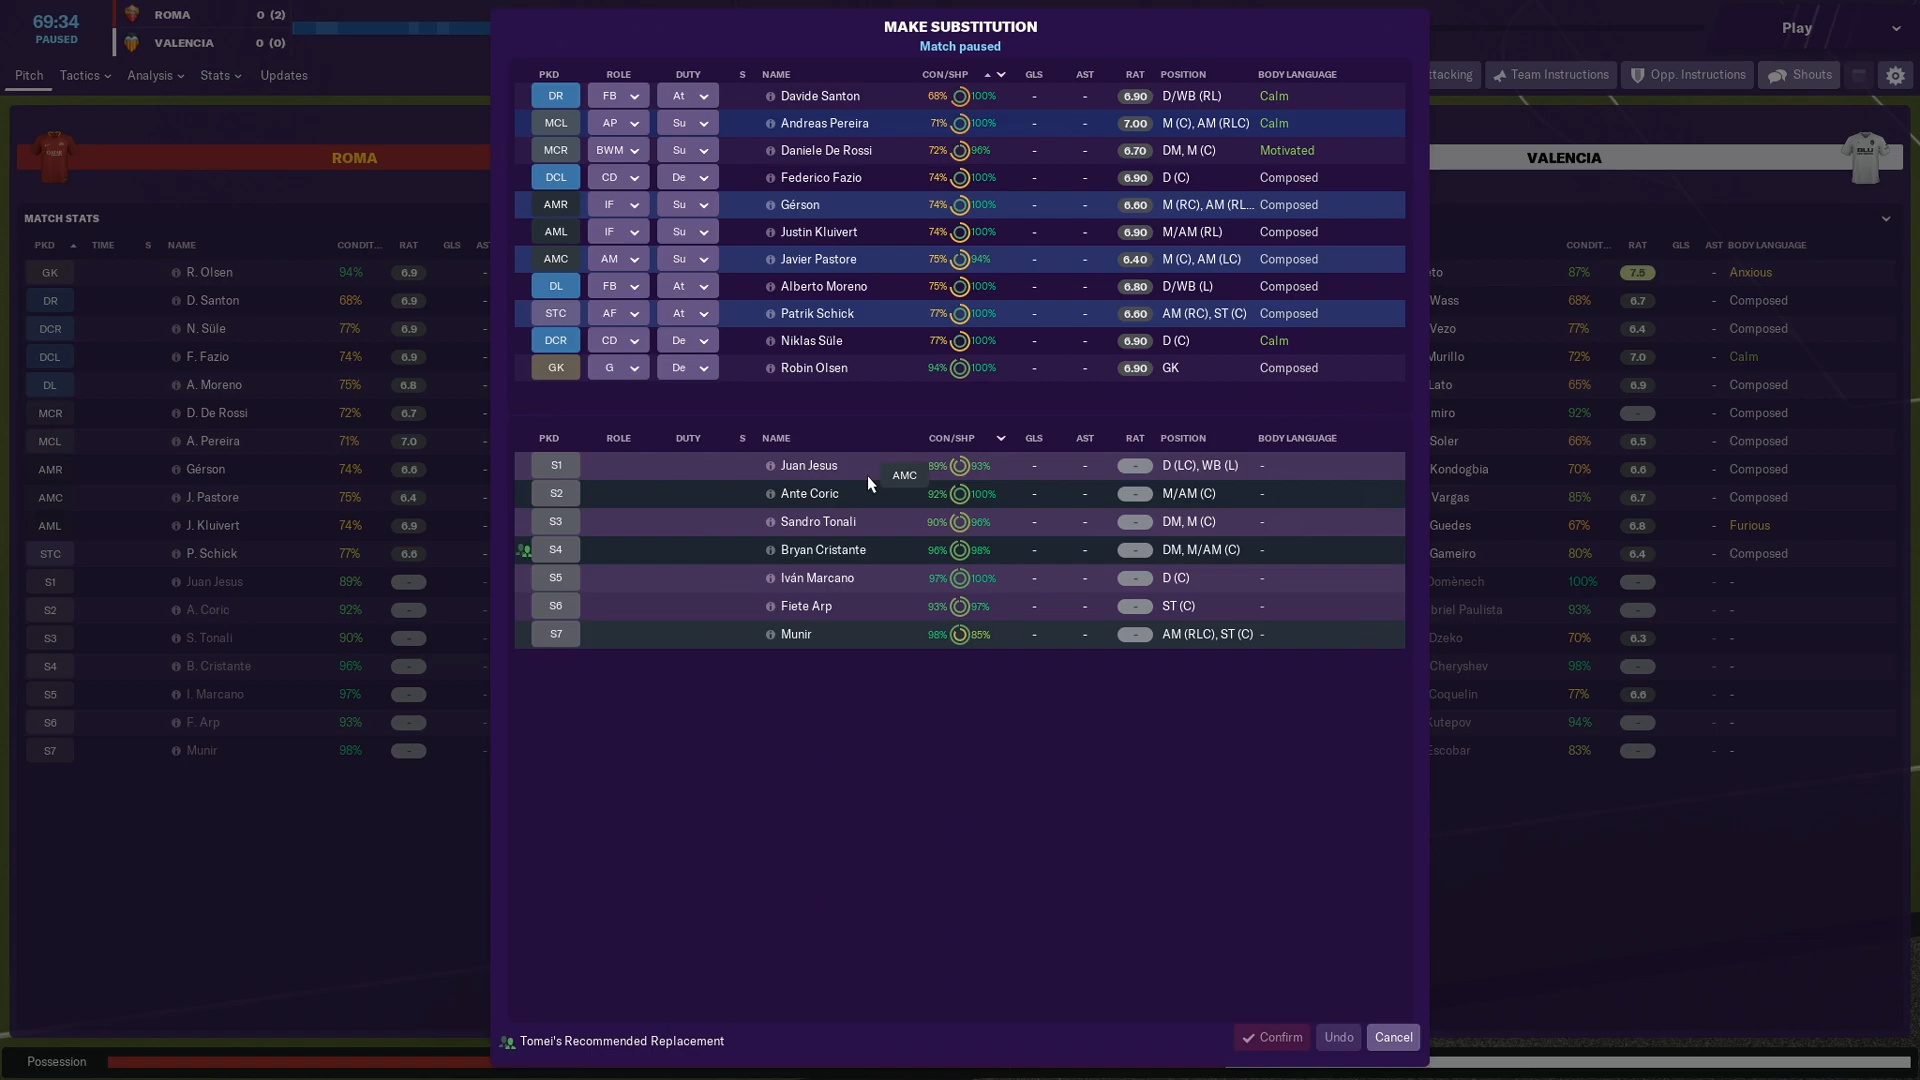 69:34
PAUSED
ROMA 0 (2)
VALENCIA 0 (0)
Pitch Tactics Analysis Stats Updates
MAKE SUBSTITUTION
Match paused
Play
ttacking Team Instructions Opp. Instructions Shouts
ROMA
VALENCIA
MATCH STATS
PKD TIME S NAME CONDIT... RAT GLS AS
GK R. Olsen 94% 6.9 -
DR D. Santon 68% 6.9 -
DCR N. Süle 77% 6.9 -
DCL F. Fazio 74% 6.9 -
DL A. Moreno 75% 6.8 -
MCR D. De Rossi 72% 6.7 -
MCL A. Pereira 71% 7.0 -
AMR Gérson 74% 6.6 -
AMC J. Pastore 75% 6.4 -
AML J. Kluivert 74% 6.9 -
STC P. Schick 77% 6.6 -
S1 Juan Jesus 89% - -
S2 A. Coric 92% - -
S3 S. Tonali 90% - -
S4 B. Cristante 96% - -
S5 I. Marcano 97% - -
S6 F. Arp 93% - -
S7 Munir 98% - -
PKD ROLE DUTY S NAME CON/SHP GLS AST RAT POSITION BODY LANGUAGE
DR FB At Davide Santon 68% 100% - - 6.90 D/WB (RL) Calm
MCL AP Su Andreas Pereira 71% 100% - - 7.00 M (C), AM (RLC) Calm
MCR BWM Su Daniele De Rossi 72% 96% - - 6.70 DM, M (C) Motivated
DCL CD De Federico Fazio 74% 100% - - 6.90 D (C) Composed
AMR IF Su Gérson 74% 100% - - 6.60 M (RC), AM (RL... Composed
AML IF Su Justin Kluivert 74% 100% - - 6.90 M/AM (RL) Composed
AMC AM Su Javier Pastore 75% 94% - - 6.40 M (C), AM (LC) Composed
DL FB At Alberto Moreno 75% 100% - - 6.80 D/WB (L) Composed
STC AF At Patrik Schick 77% 100% - - 6.60 AM (RC), ST (C) Composed
DCR CD De Niklas Süle 77% 100% - - 6.90 D (C) Calm
GK G De Robin Olsen 94% 100% - - 6.90 GK Composed
PKD ROLE DUTY S NAME CON/SHP GLS AST RAT POSITION BODY LANGUAGE
S1 Juan Jesus 89% 93% - - - D (LC), WB (L) -
AMC
S2 Ante Coric 92% 100% - - - M/AM (C) -
S3 Sandro Tonali 90% 96% - - - DM, M (C) -
S4 Bryan Cristante 96% 98% - - - DM, M/AM (C) -
S5 Iván Marcano 97% 100% - - - D (C) -
S6 Fiete Arp 93% 97% - - - ST (C) -
S7 Munir 98% 85% - - - AM (RLC), ST (C) -
CONDIT... RAT GLS AST BODY LANGUAGE
eto 87% 7.5 - Anxious
Wass 68% 6.7 - Composed
Vezo 77% 6.4 - Composed
Murillo 72% 7.0 - Calm
Lato 65% 6.9 - Composed
miro 92% - - Composed
Soler 66% 6.5 - Composed
Kondogbia 70% 6.6 - Composed
Vargas 85% 6.7 - Composed
Guedes 67% 6.8 - Furious
Gameiro 80% 6.4 - Composed
Domènech 100% - - -
briel Paulista 93% - - -
Dzeko 70% 6.3 - -
Cheryshev 98% - - -
Coquelin 77% 6.6 - -
Kutepov 94% - - -
Escobar 83% - - -
Tomei's Recommended Replacement
Confirm Undo Cancel
Possession